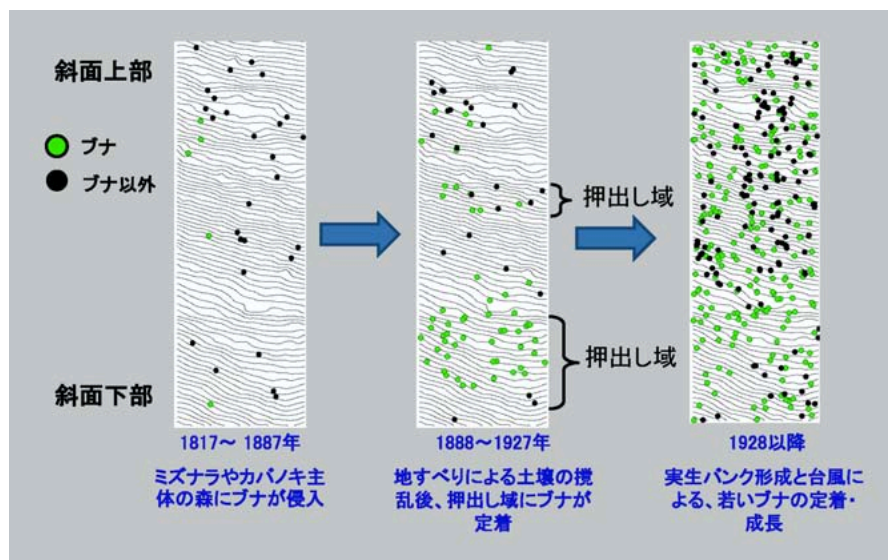 斜面上部
ブナ
ブナ以外
押出し域
押出し域
斜面下部
1817～ 1887年
ミズナラやカバノキ主
体の森にブナが侵入
1888～1927年
地すべりによる土壌の撹
乱後、押出し域にブナが
定着
1928以降
実生バンク形成と台風
による、若いブナの定着・
成長